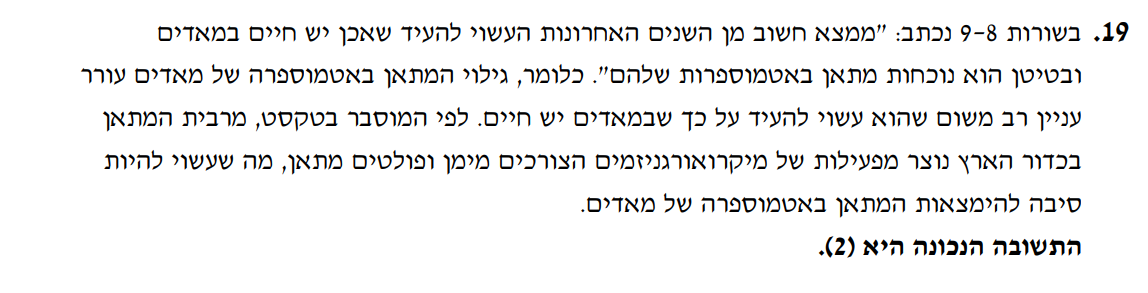 19. בשורות 9-8 נכתב: "ממצא חשוב מן השנים האחרונות העשוי להעיד שאכן יש חיים במאדים
ובטיטן הוא נוכחות מתאן באטמוספרות שלהם". כלומר, גילוי המתאן באטמוספרה של מאדים עורר
עניין רב משום שהוא עשוי להעיד על כך שבמאדים יש חיים. לפי המוסבר בטקסט, מרבית המתאן
בכדור הארץ נוצר מפעילות של מיקרואורגניזמים הצורכים מימן ופולטים מתאן, מה שעשוי להיות
סיבה להימצאות המתאן באטמוספרה של מאדים.
התשובה הנכונה היא (2).